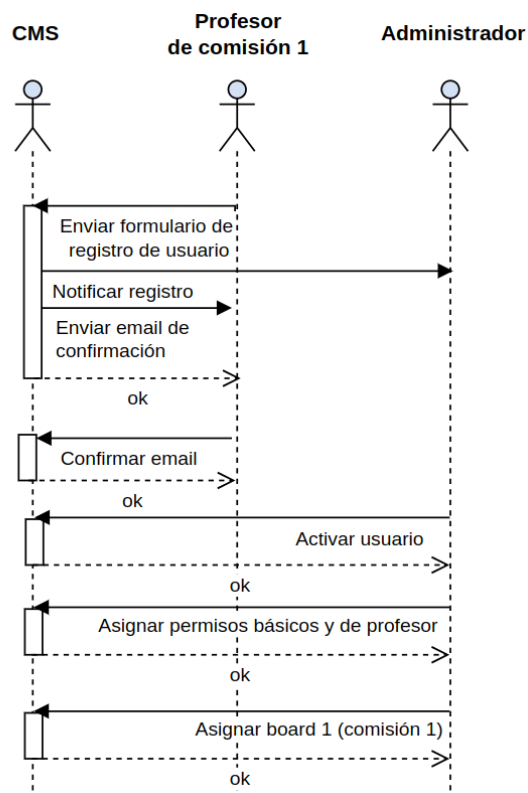 CMS
Profesor
de comisión 1
Administrador
Enviar formulario de
registro de usuario
Notificar registro
Enviar email de
confirmación
ok
Confirmar email
ok
Activar usuario
ok
Asignar permisos básicos y de profesor
ok
Asignar board 1 (comisión 1)
ok